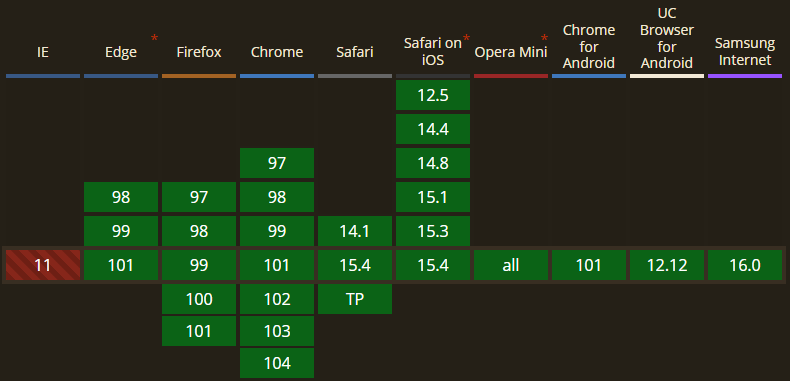 IE Edge * Firefox Chrome Safari Safari on iOS * Opera Mini * Chrome for Android UC Browser for Android Samsung Internet
12.5
14.4
97 14.8
98 97 98 15.1
99 98 99 14.1 15.3
11 101 99 101 15.4 15.4 all 101 12.12 16.0
100 102 TP
101 103
104